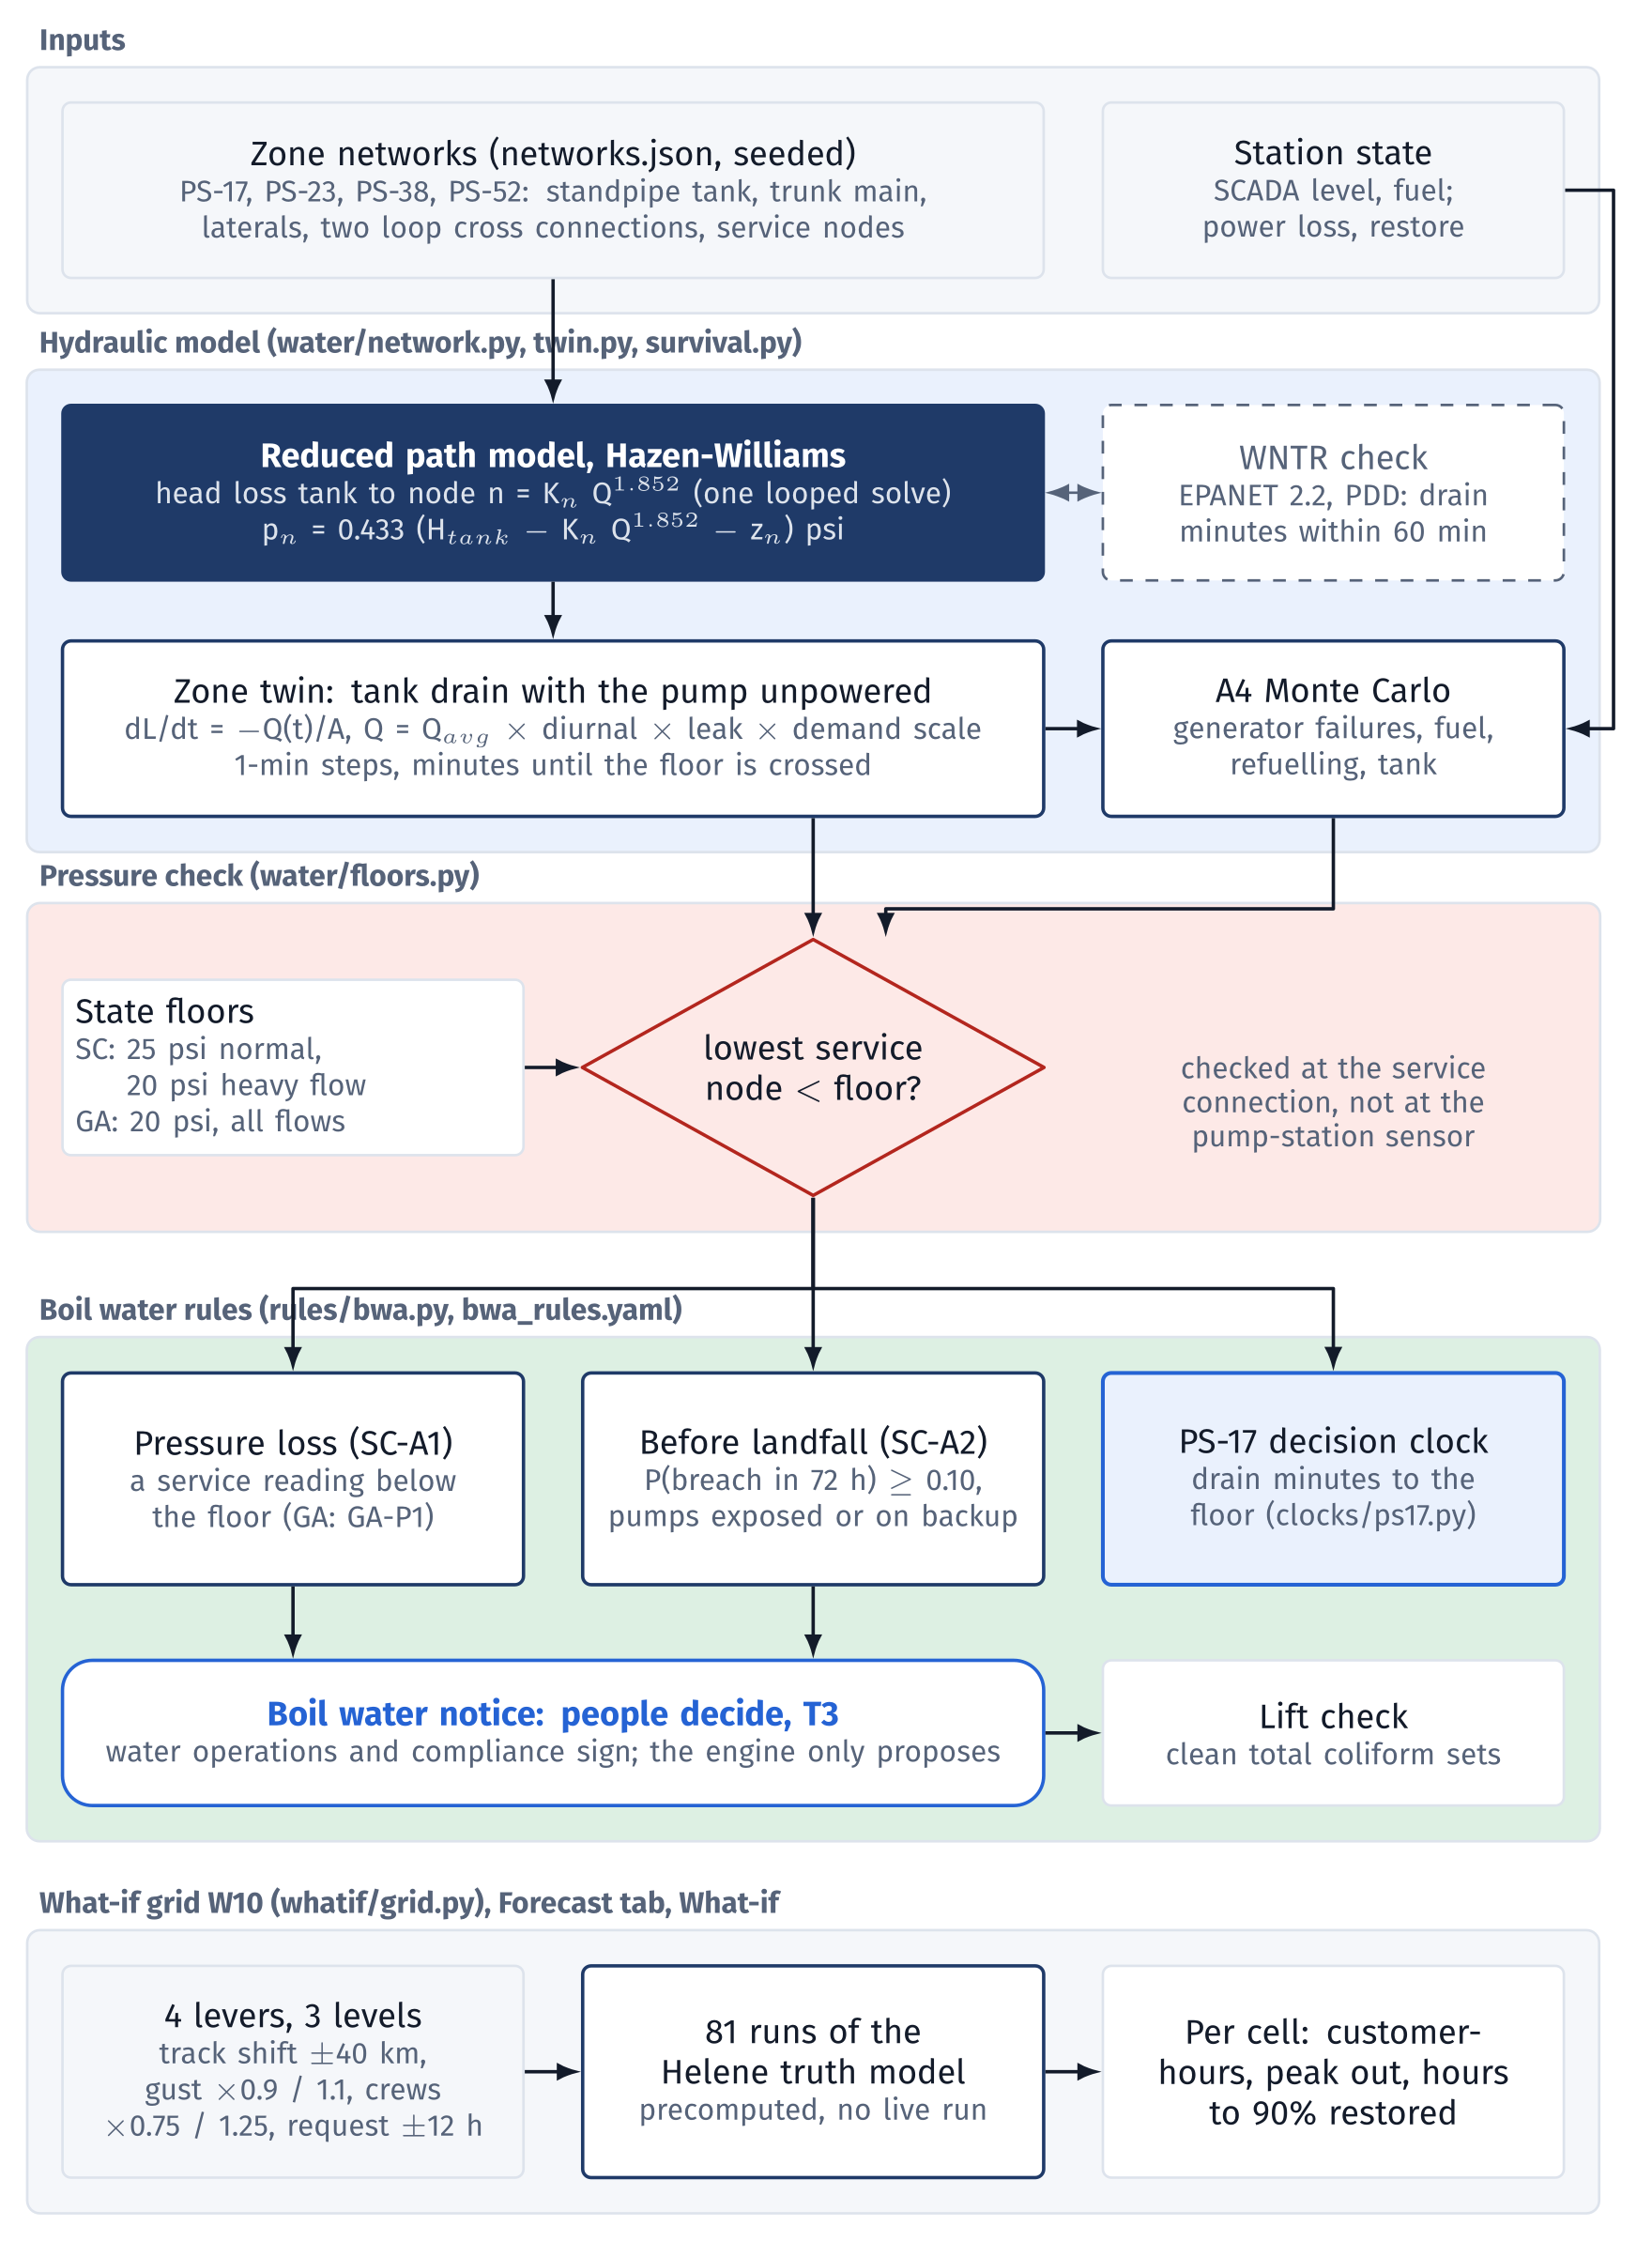 Inputs
Zone networks (networks.json, seeded)
PS-17, PS-23, PS-38, PS-52: standpipe tank, trunk main,
laterals, two loop cross connections, service nodes
Station state
SCADA level, fuel;
power loss, restore
Hydraulic model (water/network.py, twin.py, survival.py)
Reduced path model, Hazen-Williams
head loss tank to node n = Kₙ Q^1.852 (one looped solve)
pₙ = 0.433 (H_tank − Kₙ Q^1.852 − zₙ) psi
WNTR check
EPANET 2.2, PDD: drain
minutes within 60 min
Zone twin: tank drain with the pump unpowered
dL/dt = −Q(t)/A, Q = Q_avg × diurnal × leak × demand scale
1-min steps, minutes until the floor is crossed
A4 Monte Carlo
generator failures, fuel,
refuelling, tank
Pressure check (water/floors.py)
State floors
SC: 25 psi normal,
20 psi heavy flow
GA: 20 psi, all flows
lowest service
node < floor?
checked at the service
connection, not at the
pump-station sensor
Boil water rules (rules/bwa.py, bwa_rules.yaml)
Pressure loss (SC-A1)
a service reading below
the floor (GA: GA-P1)
Before landfall (SC-A2)
P(breach in 72 h) ≥ 0.10,
pumps exposed or on backup
PS-17 decision clock
drain minutes to the
floor (clocks/ps17.py)
Boil water notice: people decide, T3
water operations and compliance sign; the engine only proposes
Lift check
clean total coliform sets
What-if grid W10 (whatif/grid.py), Forecast tab, What-if
4 levers, 3 levels
track shift ±40 km,
gust ×0.9 / 1.1, crews
×0.75 / 1.25, request ±12 h
81 runs of the
Helene truth model
precomputed, no live run
Per cell: customer-
hours, peak out, hours
to 90% restored